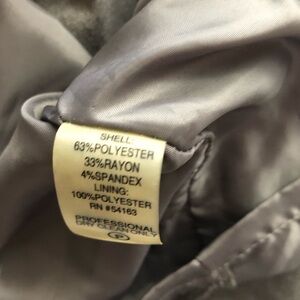 SHELL:
63%POLYESTER
33%RAYON
4%SPANDEX
LINING:
100%POLYESTER
RN #54163
PROFESSIONAL
DRY CLEAN ONLY
P